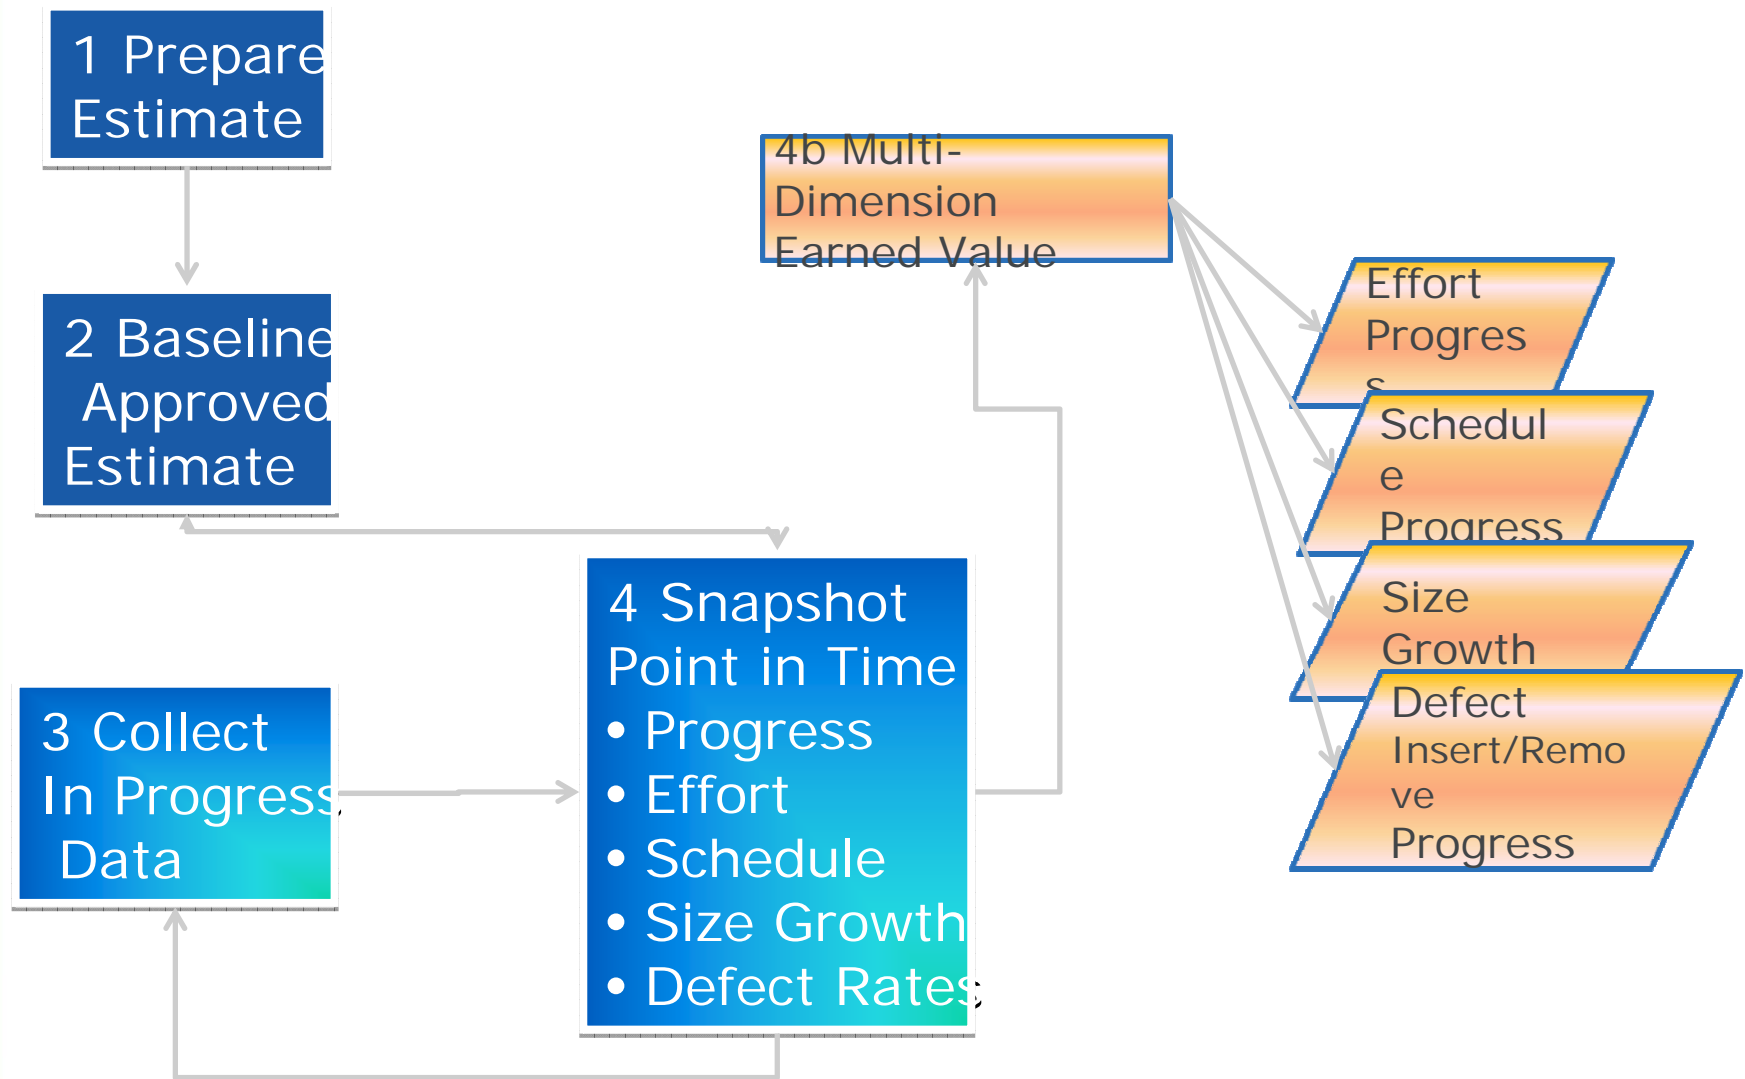 1 Prepare
Estimate
2 Baseline
Approved
Estimate
3 Collect
In Progress
Data
4 Snapshot
Point in Time
• Progress
• Effort
• Schedule
• Size Growth
• Defect Rates
4b Multi-
Dimension
Earned Value
Effort
Progres
s
Schedul
e
Progress
Size
Growth
Defect
Insert/Remo
ve
Progress